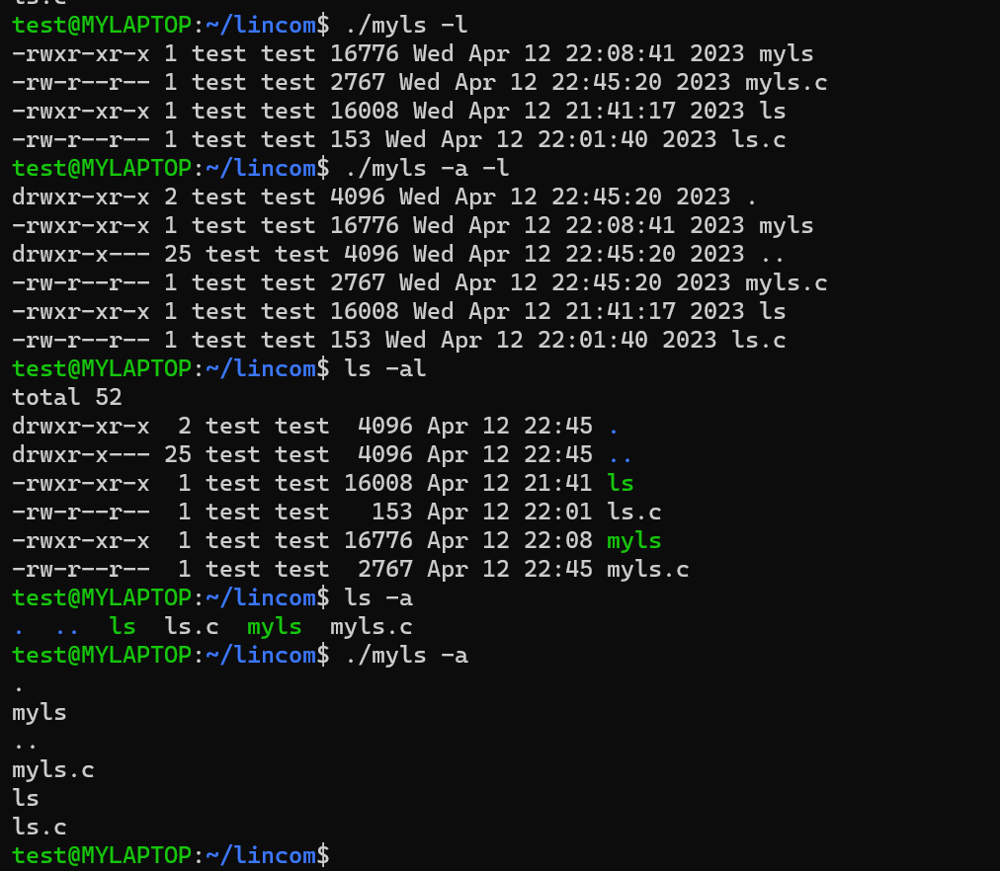 ls.c
test@MYLAPTOP:~/lincom$ ./myls -l
-rwxr-xr-x 1 test test 16776 Wed Apr 12 22:08:41 2023 myls
-rw-r--r-- 1 test test 2767 Wed Apr 12 22:45:20 2023 myls.c
-rwxr-xr-x 1 test test 16008 Wed Apr 12 21:41:17 2023 ls
-rw-r--r-- 1 test test 153 Wed Apr 12 22:01:40 2023 ls.c
test@MYLAPTOP:~/lincom$ ./myls -a -l
drwxr-xr-x 2 test test 4096 Wed Apr 12 22:45:20 2023 .
-rwxr-xr-x 1 test test 16776 Wed Apr 12 22:08:41 2023 myls
drwxr-x--- 25 test test 4096 Wed Apr 12 22:45:20 2023 ..
-rw-r--r-- 1 test test 2767 Wed Apr 12 22:45:20 2023 myls.c
-rwxr-xr-x 1 test test 16008 Wed Apr 12 21:41:17 2023 ls
-rw-r--r-- 1 test test 153 Wed Apr 12 22:01:40 2023 ls.c
test@MYLAPTOP:~/lincom$ ls -al
total 52
drwxr-xr-x  2 test test  4096 Apr 12 22:45 .
drwxr-x--- 25 test test  4096 Apr 12 22:45 ..
-rwxr-xr-x  1 test test 16008 Apr 12 21:41 ls
-rw-r--r--  1 test test   153 Apr 12 22:01 ls.c
-rwxr-xr-x  1 test test 16776 Apr 12 22:08 myls
-rw-r--r--  1 test test  2767 Apr 12 22:45 myls.c
test@MYLAPTOP:~/lincom$ ls -a
.  ..  ls  ls.c  myls  myls.c
test@MYLAPTOP:~/lincom$ ./myls -a
.
myls
..
myls.c
ls
ls.c
test@MYLAPTOP:~/lincom$